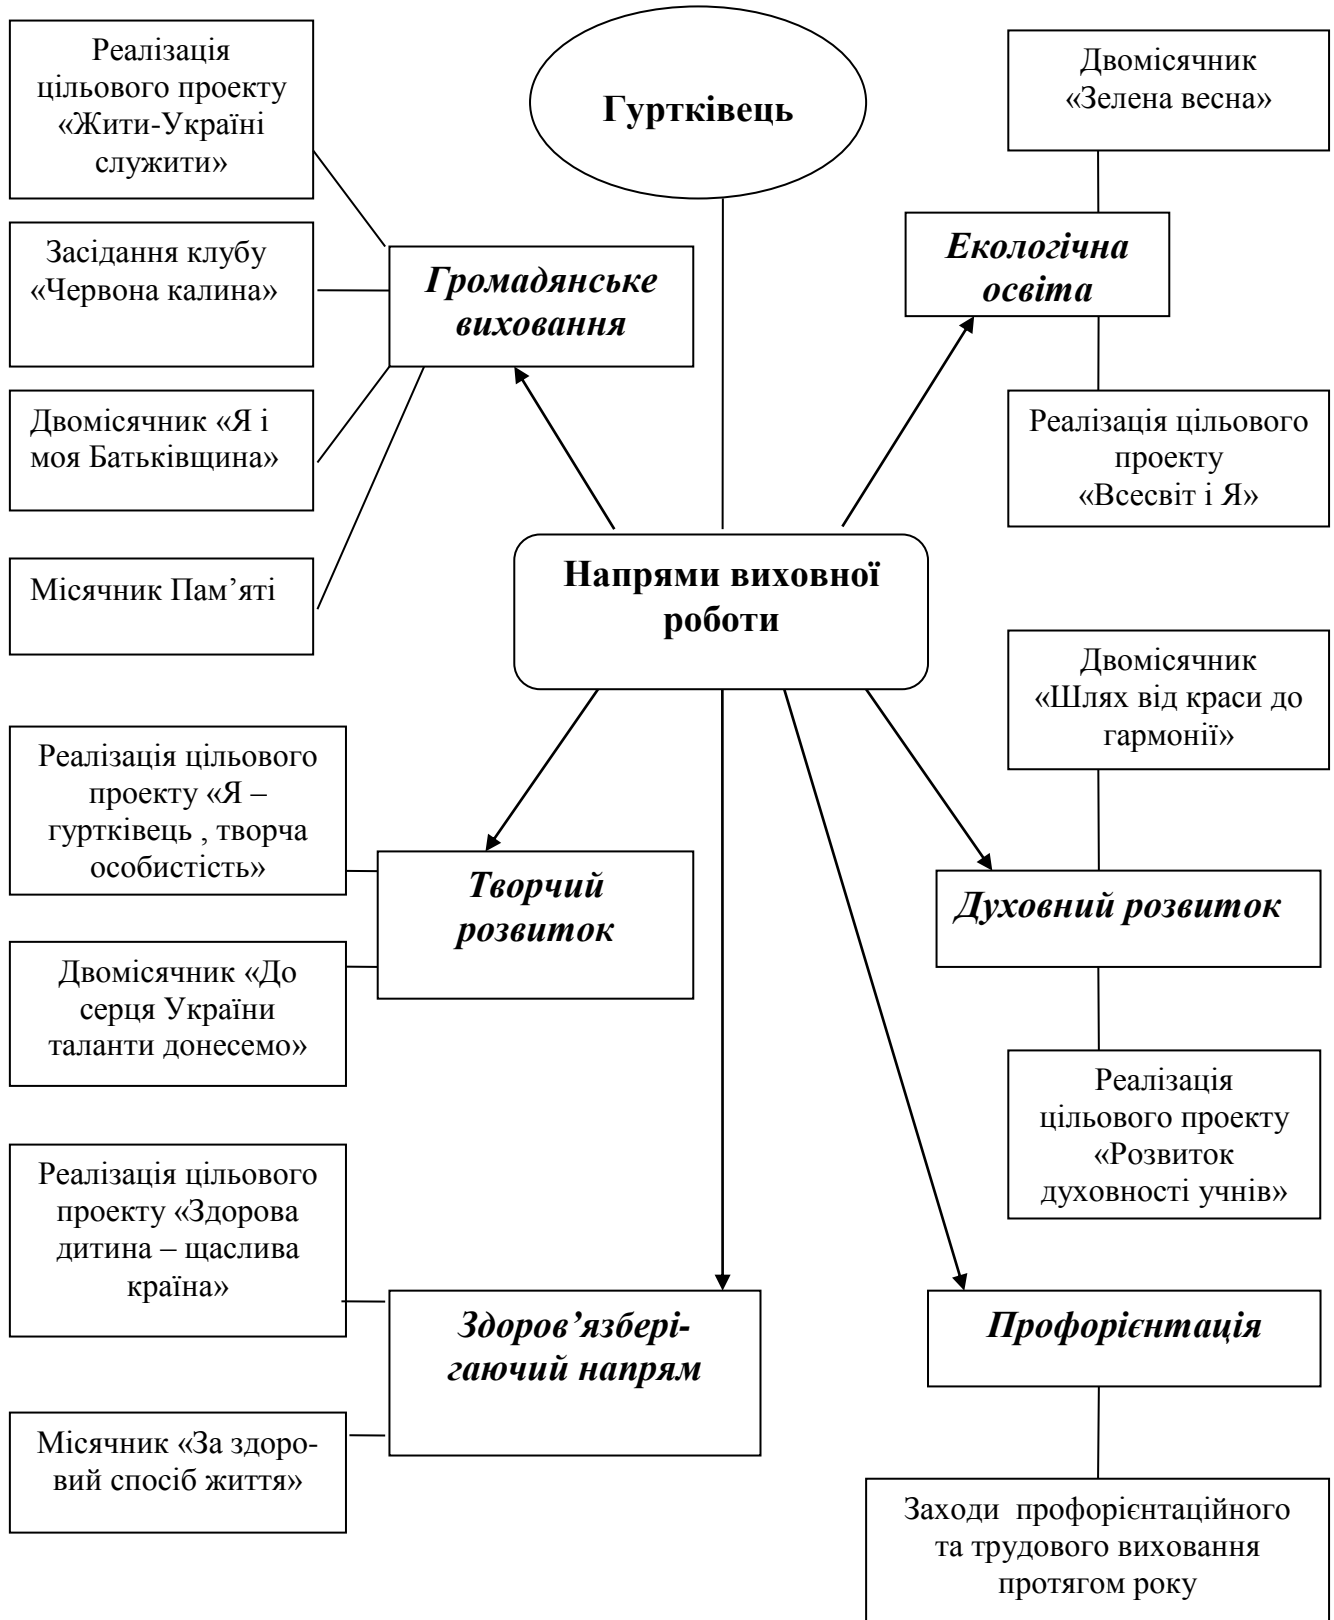 Гуртківець
Реалізація
цільового проекту
«Жити-Україні
служити»
Засідання клубу
«Червона калина»
Двомісячник «Я і
моя Батьківщина»
Місячник Пам’яті
Громадянське
виховання
Двомісячник
«Зелена весна»
Екологічна
освіта
Реалізація цільового
проекту
«Всесвіт і Я»
Напрями виховної
роботи
Реалізація цільового
проекту «Я –
гуртківець , творча
особистість»
Творчий
розвиток
Двомісячник «До
серця України
таланти донесемо»
Двомісячник
«Шлях від краси до
гармонії»
Духовний розвиток
Реалізація
цільового проекту
«Розвиток
духовності учнів»
Реалізація цільового
проекту «Здорова
дитина – щаслива
країна»
Здоров’язбері-
гаючий напрям
Місячник «За здоро-
вий спосіб життя»
Профорієнтація
Заходи профорієнтаційного
та трудового виховання
протягом року